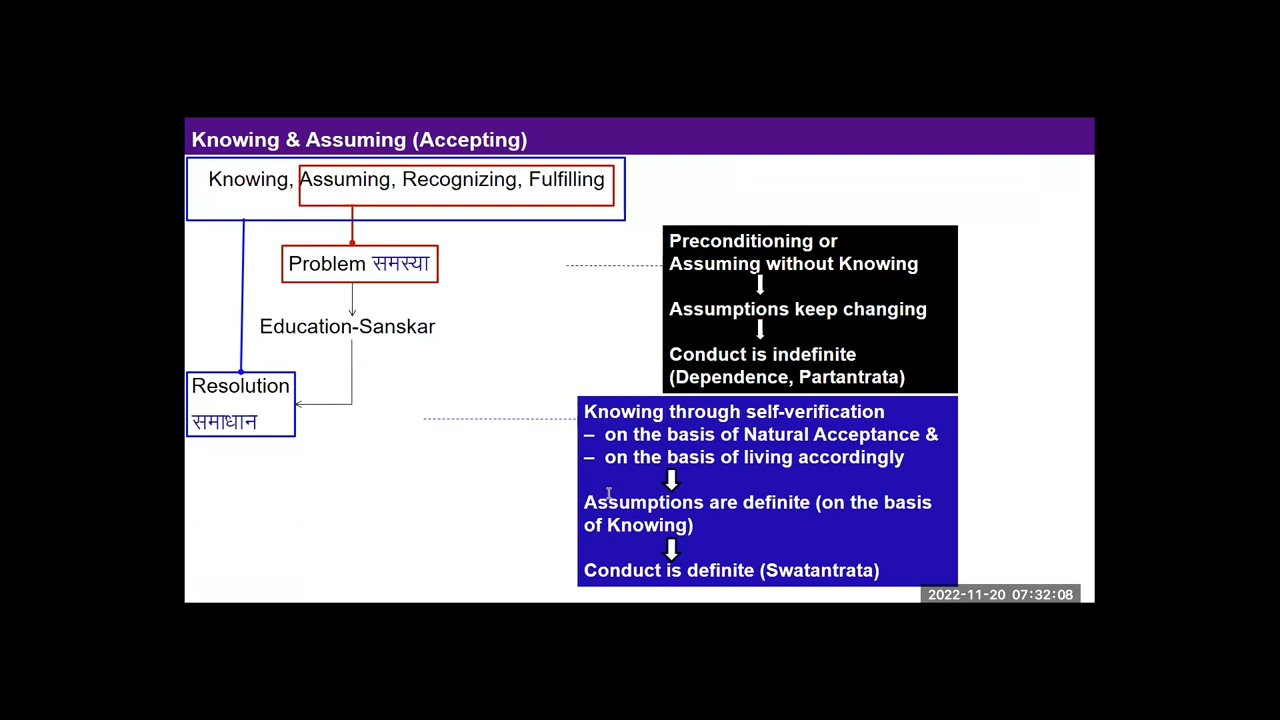 Knowing & Assuming (Accepting)
Knowing, Assuming, Recognizing, Fulfilling
Problem समस्या
Education-Sanskar
Resolution
समाधान
Preconditioning or
Assuming without Knowing
Assumptions keep changing
Conduct is indefinite
(Dependence, Partantrata)
Knowing through self-verification
– on the basis of Natural Acceptance &
– on the basis of living accordingly
Assumptions are definite (on the basis
of Knowing)
Conduct is definite (Swatantrata)
2022-11-20 07:32:08